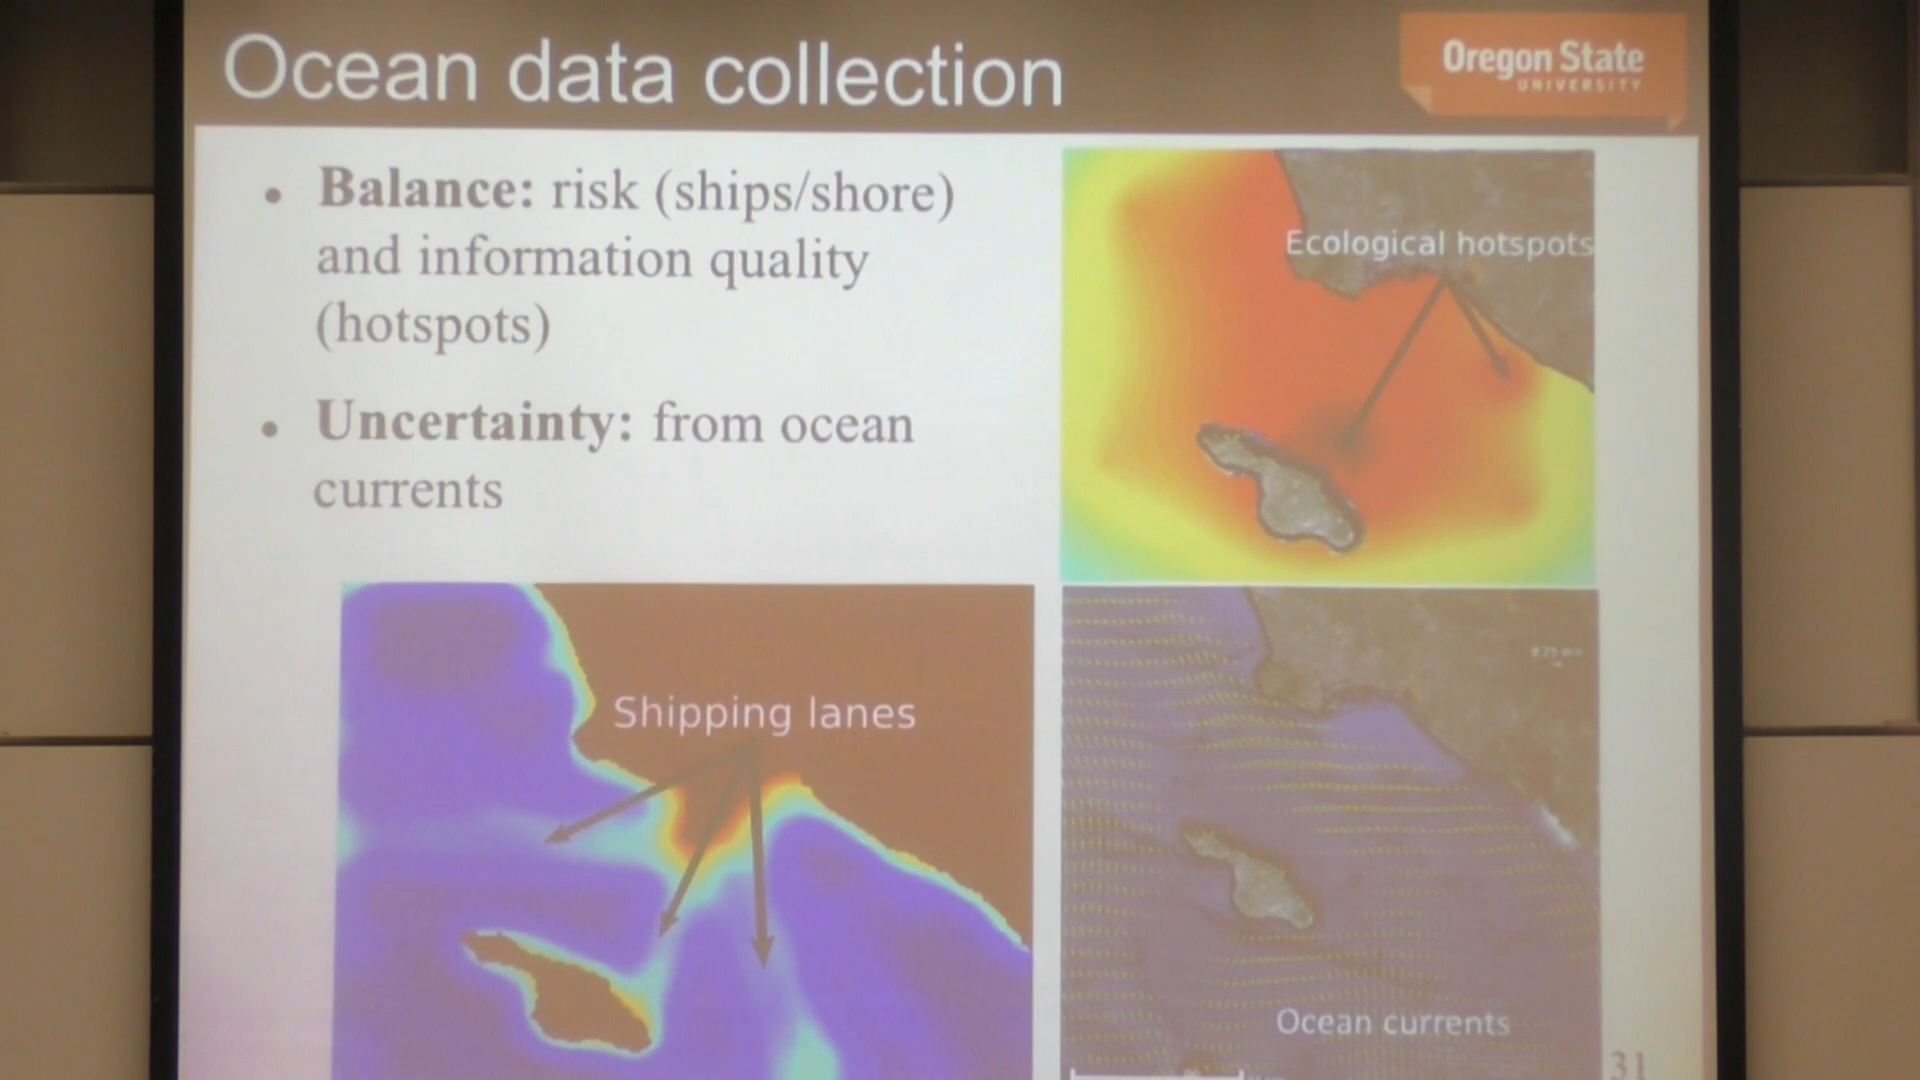 Ocean data collection
Oregon State
UNIVERSITY
• Balance: risk (ships/shore)
and information quality
(hotspots)
• Uncertainty: from ocean
currents
Ecological hotspots
Shipping lanes
Ocean currents
31